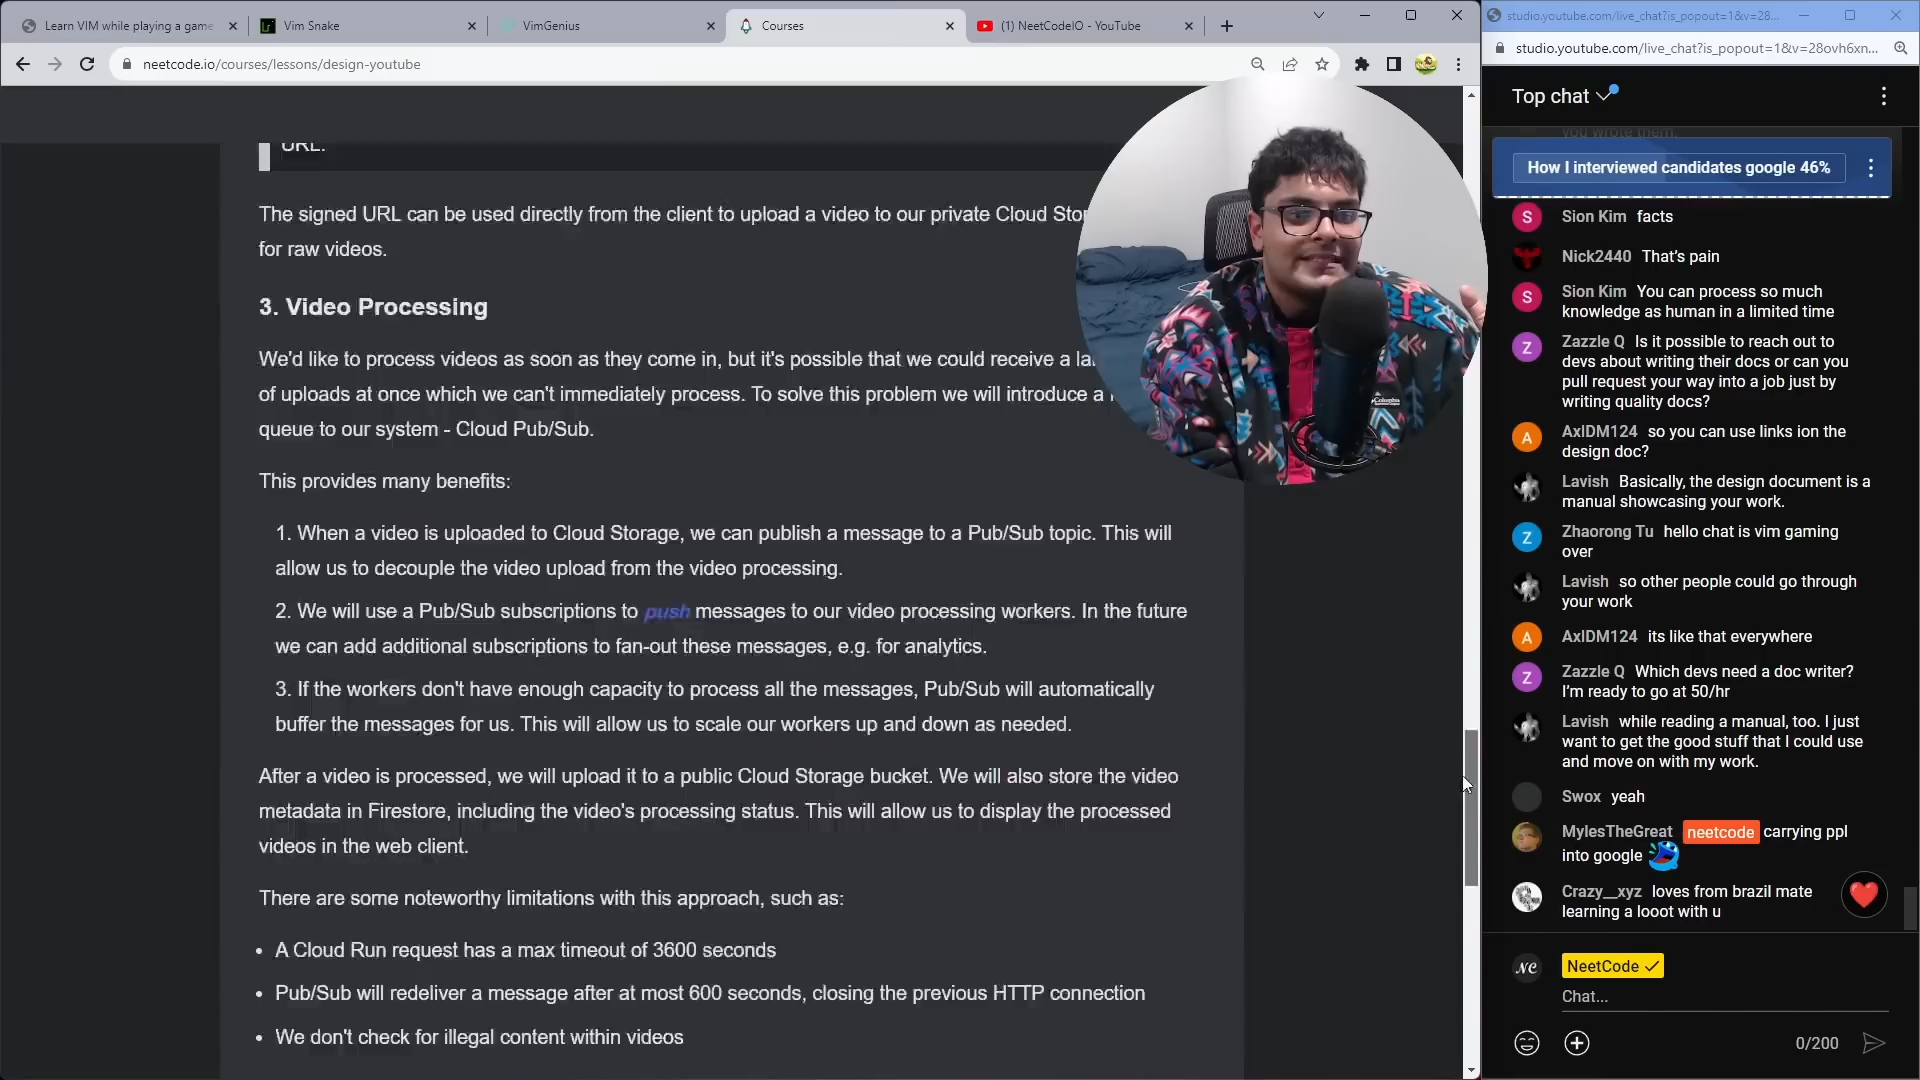 Learn VIM while playing a game
Vim Snake
VimGenius
Courses
(1) NeetCodeIO - YouTube
studio.youtube.com/live_chat?is_popout=1&v=28...
neetcode.io/courses/lessons/design-youtube
studio.youtube.com/live_chat?is_popout=1&v=28ovh6xn...
URL.
The signed URL can be used directly from the client to upload a video to our private Cloud
for raw videos.
3. Video Processing
We'd like to process videos as soon as they come in, but it's possible that we could receive a
of uploads at once which we can't immediately process. To solve this problem we will introduce a
queue to our system - Cloud Pub/Sub.
This provides many benefits:
1. When a video is uploaded to Cloud Storage, we can publish a message to a Pub/Sub topic. This will
allow us to decouple the video upload from the video processing.
2. We will use a Pub/Sub subscriptions to push messages to our video processing workers. In the future
we can add additional subscriptions to fan-out these messages, e.g. for analytics.
3. If the workers don't have enough capacity to process all the messages, Pub/Sub will automatically
buffer the messages for us. This will allow us to scale our workers up and down as needed.
After a video is processed, we will upload it to a public Cloud Storage bucket. We will also store the video
metadata in Firestore, including the video's processing status. This will allow us to display the processed
videos in the web client.
There are some noteworthy limitations with this approach, such as:
• A Cloud Run request has a max timeout of 3600 seconds
• Pub/Sub will redeliver a message after at most 600 seconds, closing the previous HTTP connection
• We don't check for illegal content within videos
Columbia
Top chat
you wrote them.
How I interviewed candidates google 46%
S Sion Kim facts
Nick2440 That's pain
S Sion Kim You can process so much
knowledge as human in a limited time
Z Zazzle Q Is it possible to reach out to
devs about writing their docs or can you
pull request your way into a job just by
writing quality docs?
A AxlDM124 so you can use links ion the
design doc?
Lavish Basically, the design document is a
manual showcasing your work.
Z Zhaorong Tu hello chat is vim gaming
over
Lavish so other people could go through
your work
A AxlDM124 its like that everywhere
Z Zazzle Q Which devs need a doc writer?
I'm ready to go at 50/hr
Lavish while reading a manual, too. I just
want to get the good stuff that I could use
and move on with my work.
Swox yeah
MylesTheGreat neetcode carrying ppl
into google
Crazy__xyz loves from brazil mate
learning a looot with u
NC NeetCode
Chat...
0/200